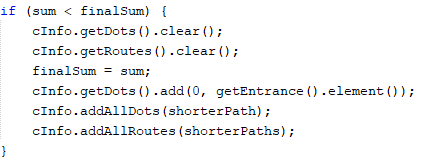 if (sum < finalSum) {
    cInfo.getDots().clear();
    cInfo.getRoutes().clear();
    finalSum = sum;
    cInfo.getDots().add(0, getEntrance().element());
    cInfo.addAllDots(shorterPath);
    cInfo.addAllRoutes(shorterPaths);
}